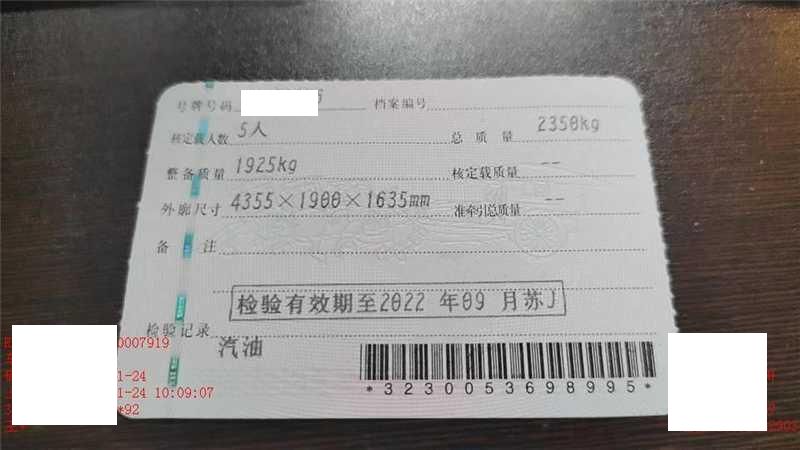 号牌号码 6 档案编号
核定载人数 5人 总质量 2350kg
整备质量 1925kg 核定载质量 --
外廓尺寸 4355×1900×1635mm 准牵引总质量 --
备注
检验有效期至2022年09月苏J
检验记录
汽油
*3230053698995*
0007919
1-24
1-24 10:09:07
*92